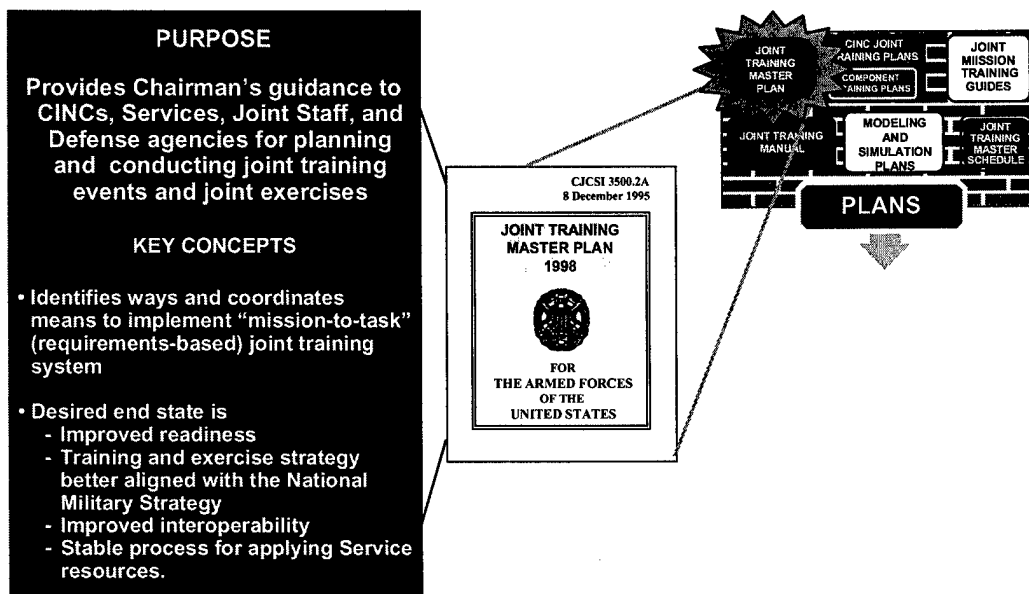 PURPOSE
Provides Chairman's guidance to
CINCs, Services, Joint Staff, and
Defense agencies for planning
and conducting joint training
events and joint exercises
KEY CONCEPTS
• Identifies ways and coordinates
means to implement "mission-to-task"
(requirements-based) joint training
system
• Desired end state is
- Improved readiness
- Training and exercise strategy
better aligned with the National
Military Strategy
- Improved interoperability
- Stable process for applying Service
resources.
CJCSI 3500.2A
8 December 1995
JOINT TRAINING
MASTER PLAN
1998
FOR
THE ARMED FORCES
OF THE
UNITED STATES
JOINT
TRAINING
MASTER
PLAN
CINC JOINT
RAINING PLANS
COMPONENT
RAINING PLANS
JOINT
MIISSION
TRAINING
GUIDES
JOINT TRAINING
MANUAL
MODELING
AND
SIMULATION
PLANS
JOINT
TRAINING
MASTER
SCHEDULE
PLANS